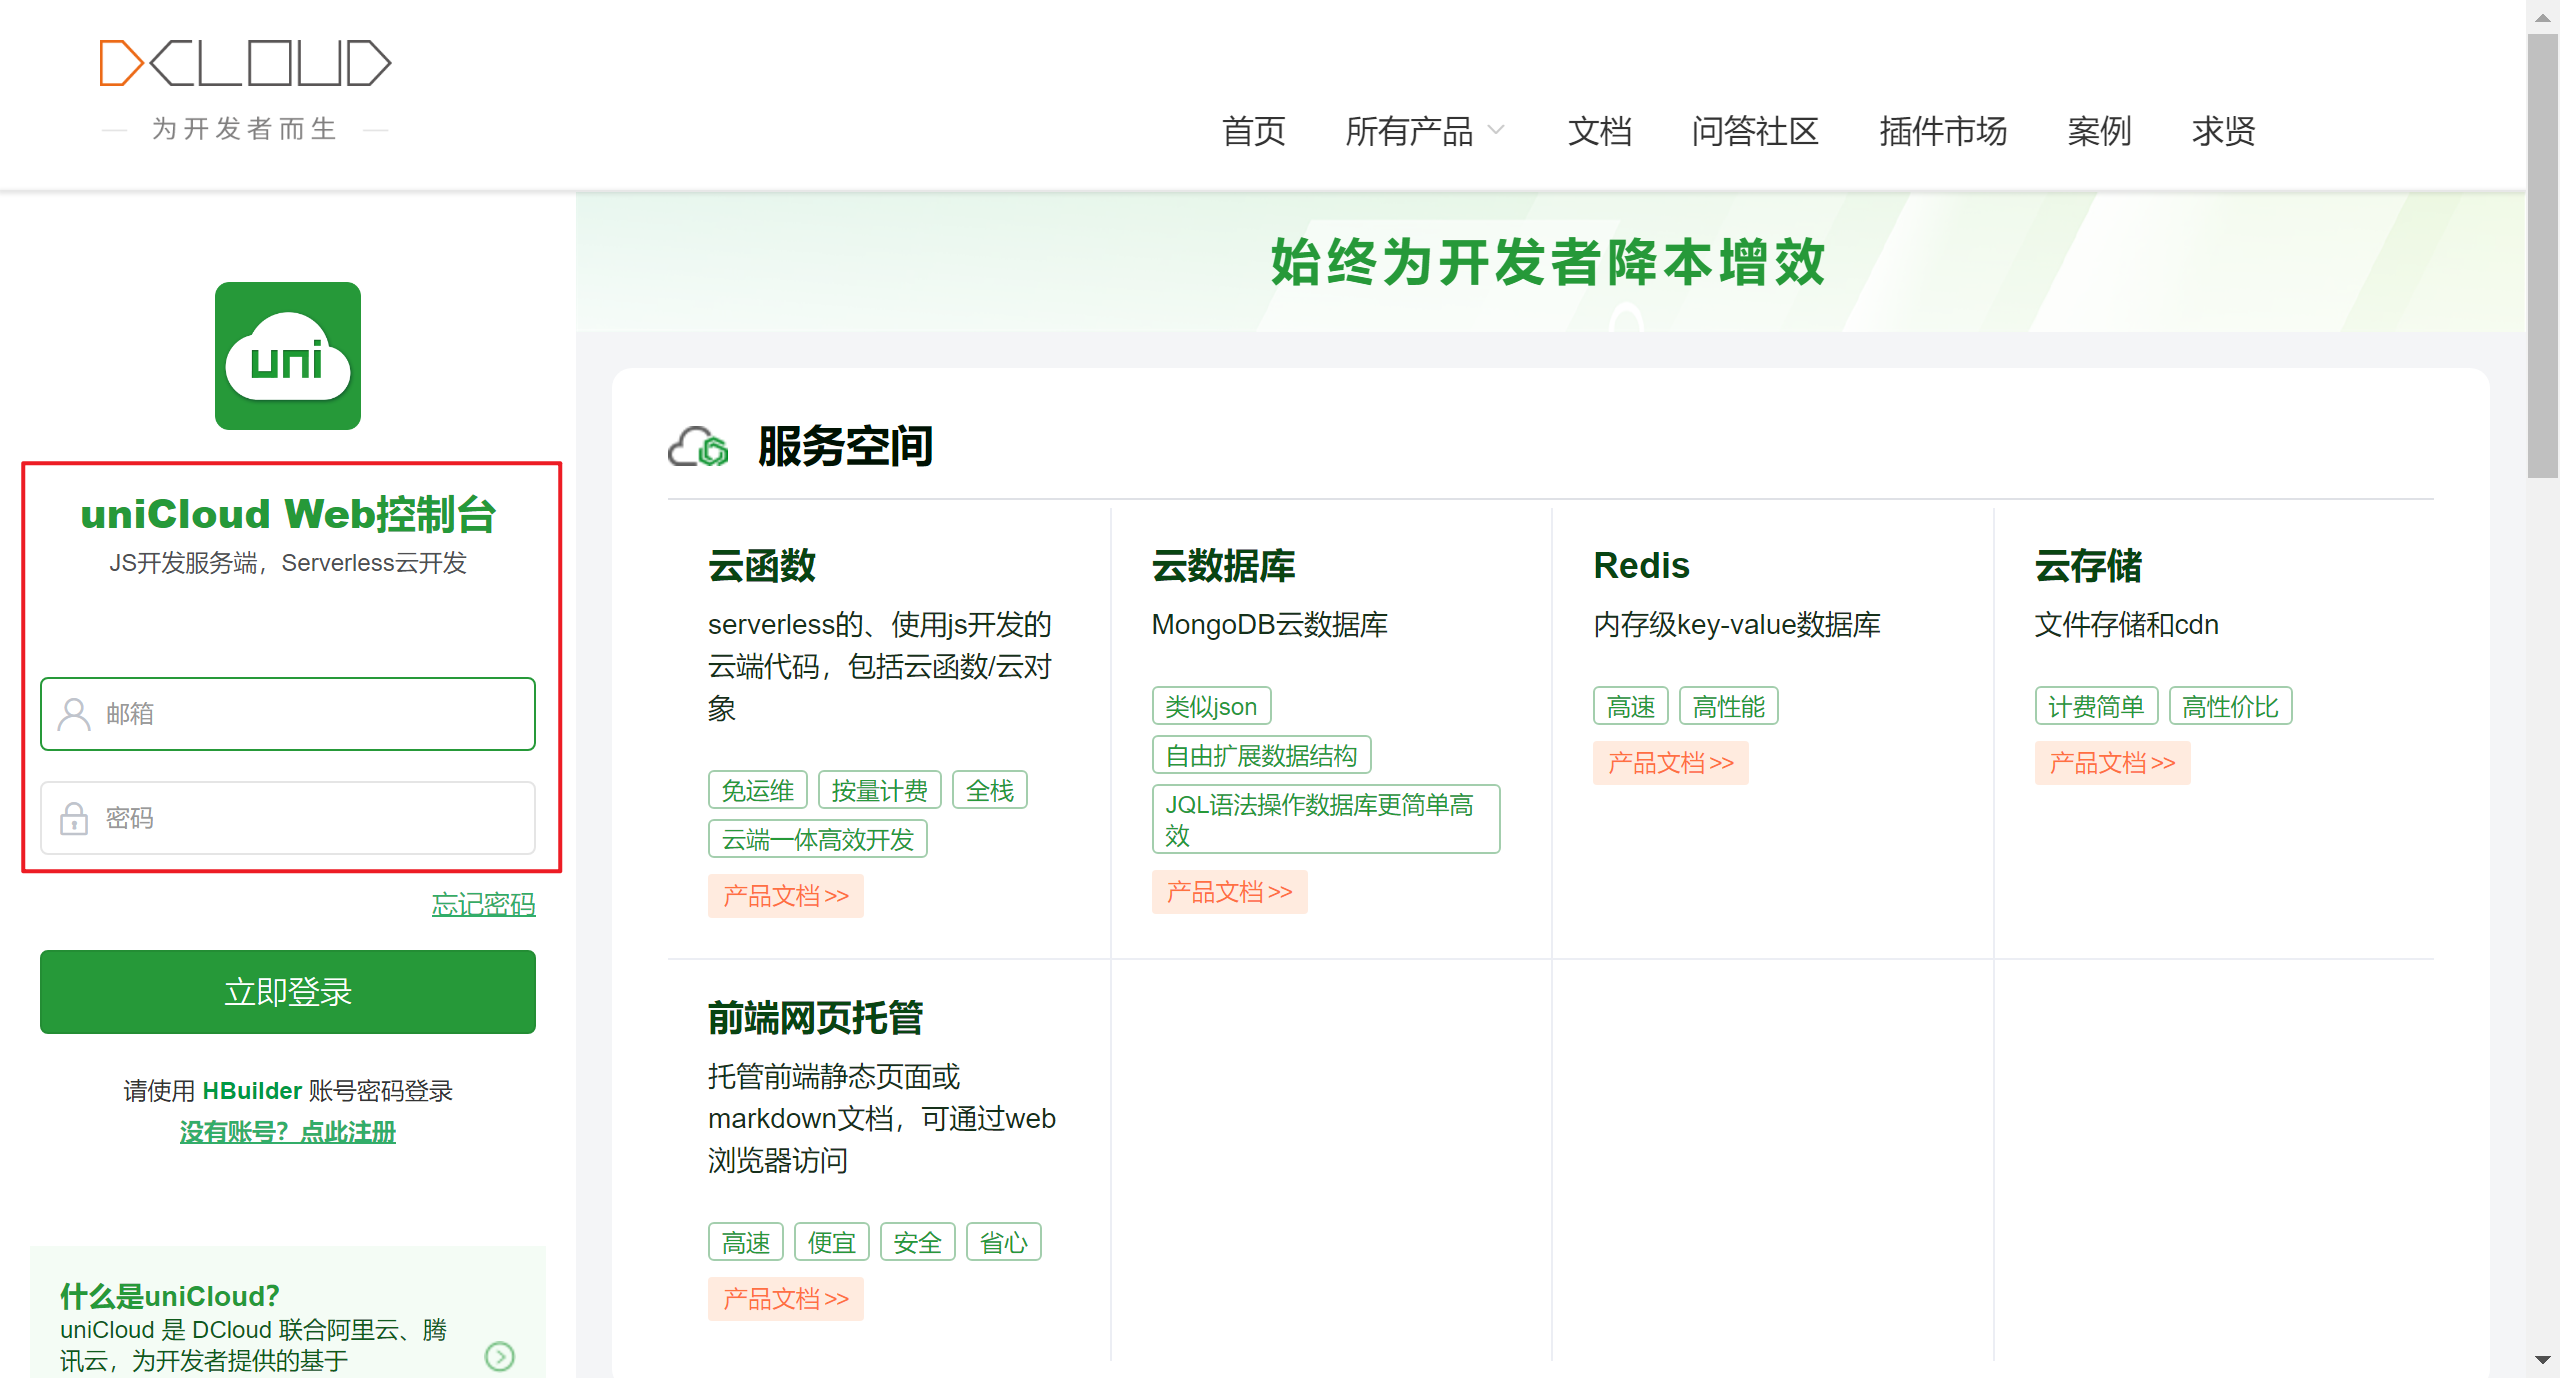 DCLOUD
为开发者而生
首页 所有产品 文档 问答社区 插件市场 案例 求贤
始终为开发者降本增效
uni
uniCloud Web控制台
JS开发服务端，Serverless云开发
邮箱
密码
忘记密码
立即登录
请使用 HBuilder 账号密码登录
没有账号？点此注册
什么是uniCloud?
uniCloud 是 DCloud 联合阿里云、腾
讯云，为开发者提供的基于
服务空间
云函数
serverless的、使用js开发的
云端代码，包括云函数/云对
象
免运维 按量计费 全栈
云端一体高效开发
产品文档 >>
云数据库
MongoDB云数据库
类似json
自由扩展数据结构
JQL语法操作数据库更简单高
效
产品文档 >>
Redis
内存级key-value数据库
高速 高性能
产品文档 >>
云存储
文件存储和cdn
计费简单 高性价比
产品文档 >>
前端网页托管
托管前端静态页面或
markdown文档，可通过web
浏览器访问
高速 便宜 安全 省心
产品文档 >>